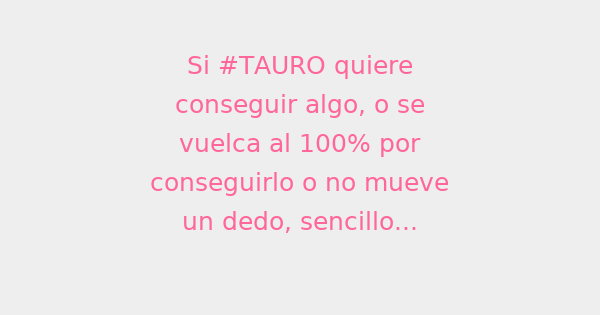 Si #TAURO quiere
conseguir algo, o se
vuelca al 100% por
conseguirlo o no mueve
un dedo, sencillo...